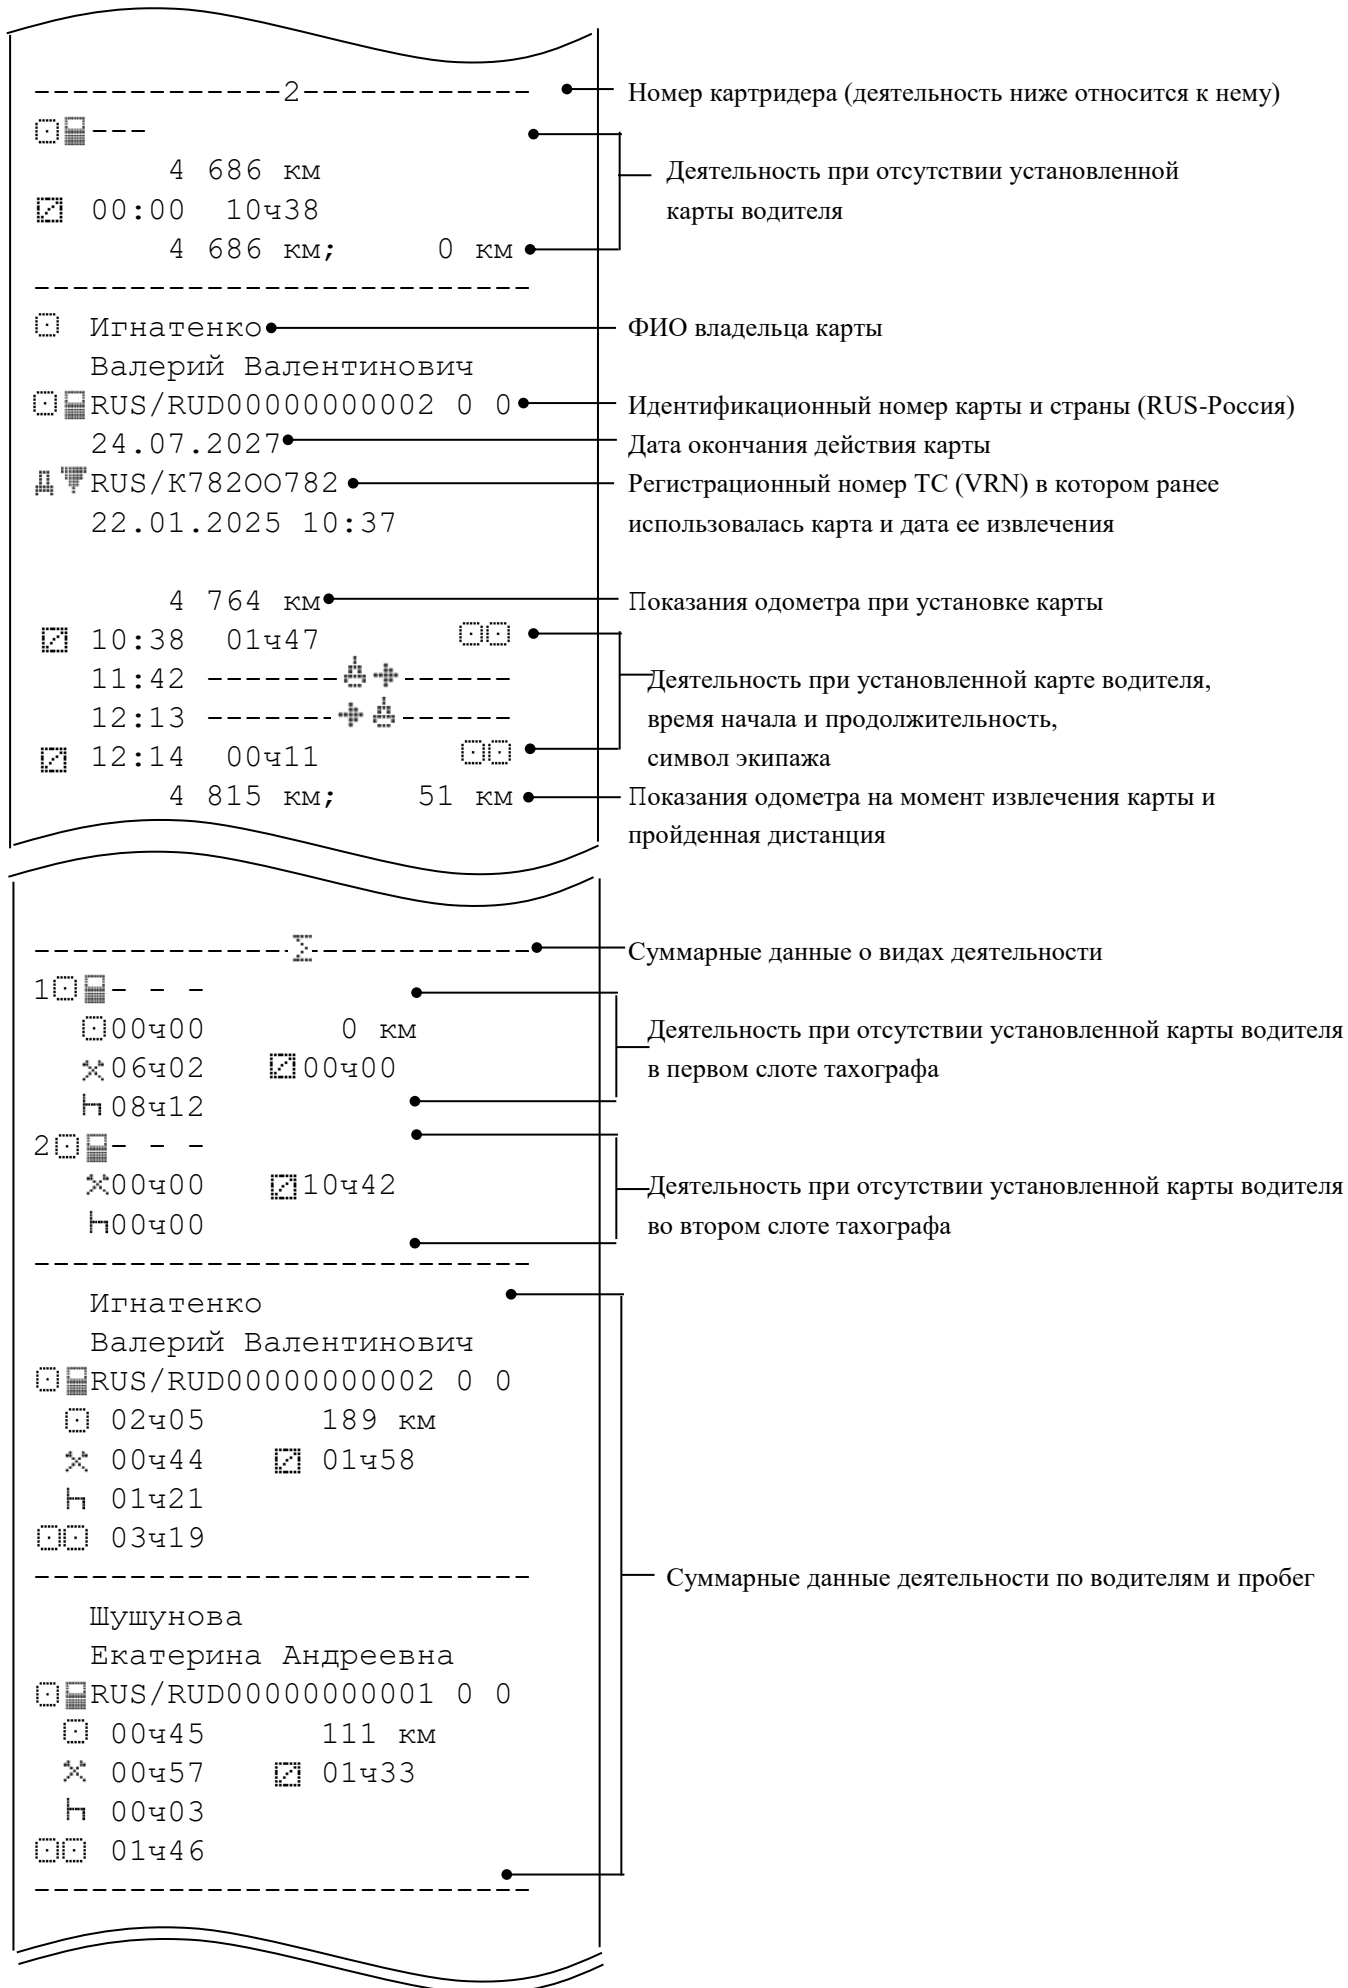 -------------2------------ Номер картридера (деятельность ниже относится к нему)
---
4 686 км Деятельность при отсутствии установленной
00:00 10ч38 карты водителя
4 686 км; 0 км
--------------------------
Игнатенко ФИО владельца карты
Валерий Валентинович
RUS/RUD00000000002 0 0 Идентификационный номер карты и страны (RUS-Россия)
24.07.2027 Дата окончания действия карты
RUS/К782ОО782 Регистрационный номер ТС (VRN) в котором ранее
22.01.2025 10:37 использовалась карта и дата ее извлечения
4 764 км Показания одометра при установке карты
10:38 01ч47
11:42 ------- ------ Деятельность при установленной карте водителя,
12:13 ------- ------ время начала и продолжительность,
12:14 00ч11 символ экипажа
4 815 км; 51 км Показания одометра на момент извлечения карты и
пройденная дистанция
-------------Σ------------ Суммарные данные о видах деятельности
1 - - -
00ч00 0 км Деятельность при отсутствии установленной карты водителя
06ч02 00ч00 в первом слоте тахографа
08ч12
2 - - -
00ч00 10ч42 Деятельность при отсутствии установленной карты водителя
00ч00 во втором слоте тахографа
--------------------------
Игнатенко
Валерий Валентинович
RUS/RUD00000000002 0 0
02ч05 189 км
00ч44 01ч58
01ч21
03ч19
-------------------------- Суммарные данные деятельности по водителям и пробег
Шушунова
Екатерина Андреевна
RUS/RUD00000000001 0 0
00ч45 111 км
00ч57 01ч33
00ч03
01ч46
--------------------------